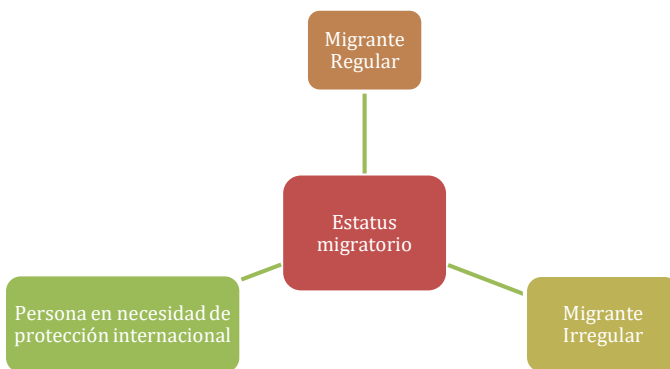 Migrante
Regular
Estatus
migratorio
Persona en necesidad de
protección internacional
Migrante
Irregular